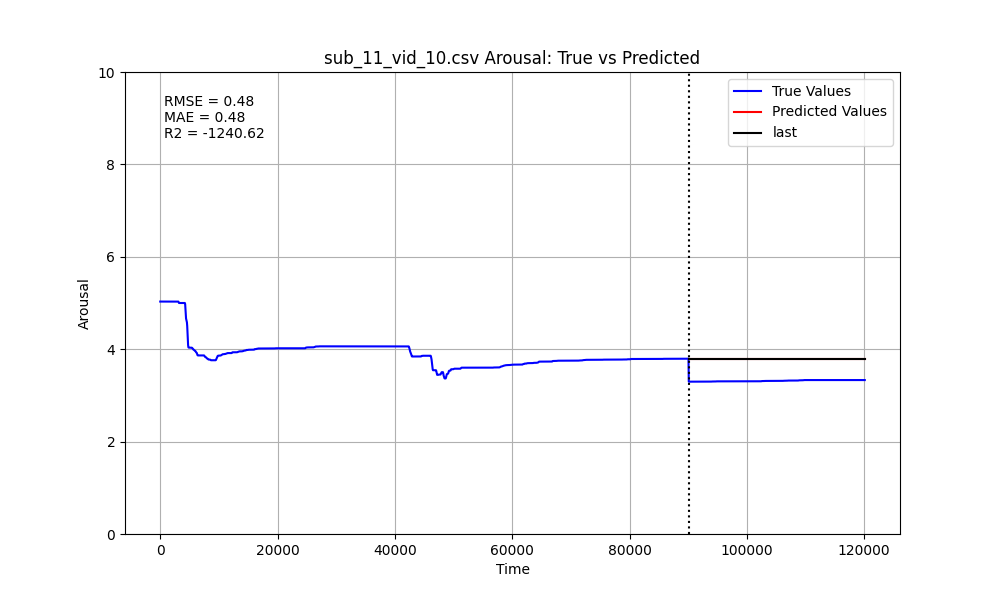 sub_11_vid_10.csv Arousal: True vs Predicted
RMSE = 0.48
MAE = 0.48
R2 = -1240.62
True Values
Predicted Values
last
10
8
6
4
2
0
Arousal
0 20000 40000 60000 80000 100000 120000
Time